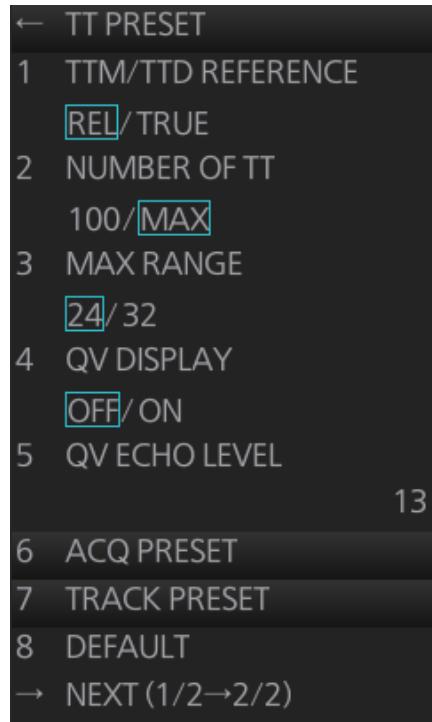 ← TT PRESET
1 TTM/TTD REFERENCE
REL/TRUE
2 NUMBER OF TT
100/MAX
3 MAX RANGE
24/32
4 QV DISPLAY
OFF/ON
5 QV ECHO LEVEL
13
6 ACQ PRESET
7 TRACK PRESET
8 DEFAULT
→ NEXT (1/2→2/2)